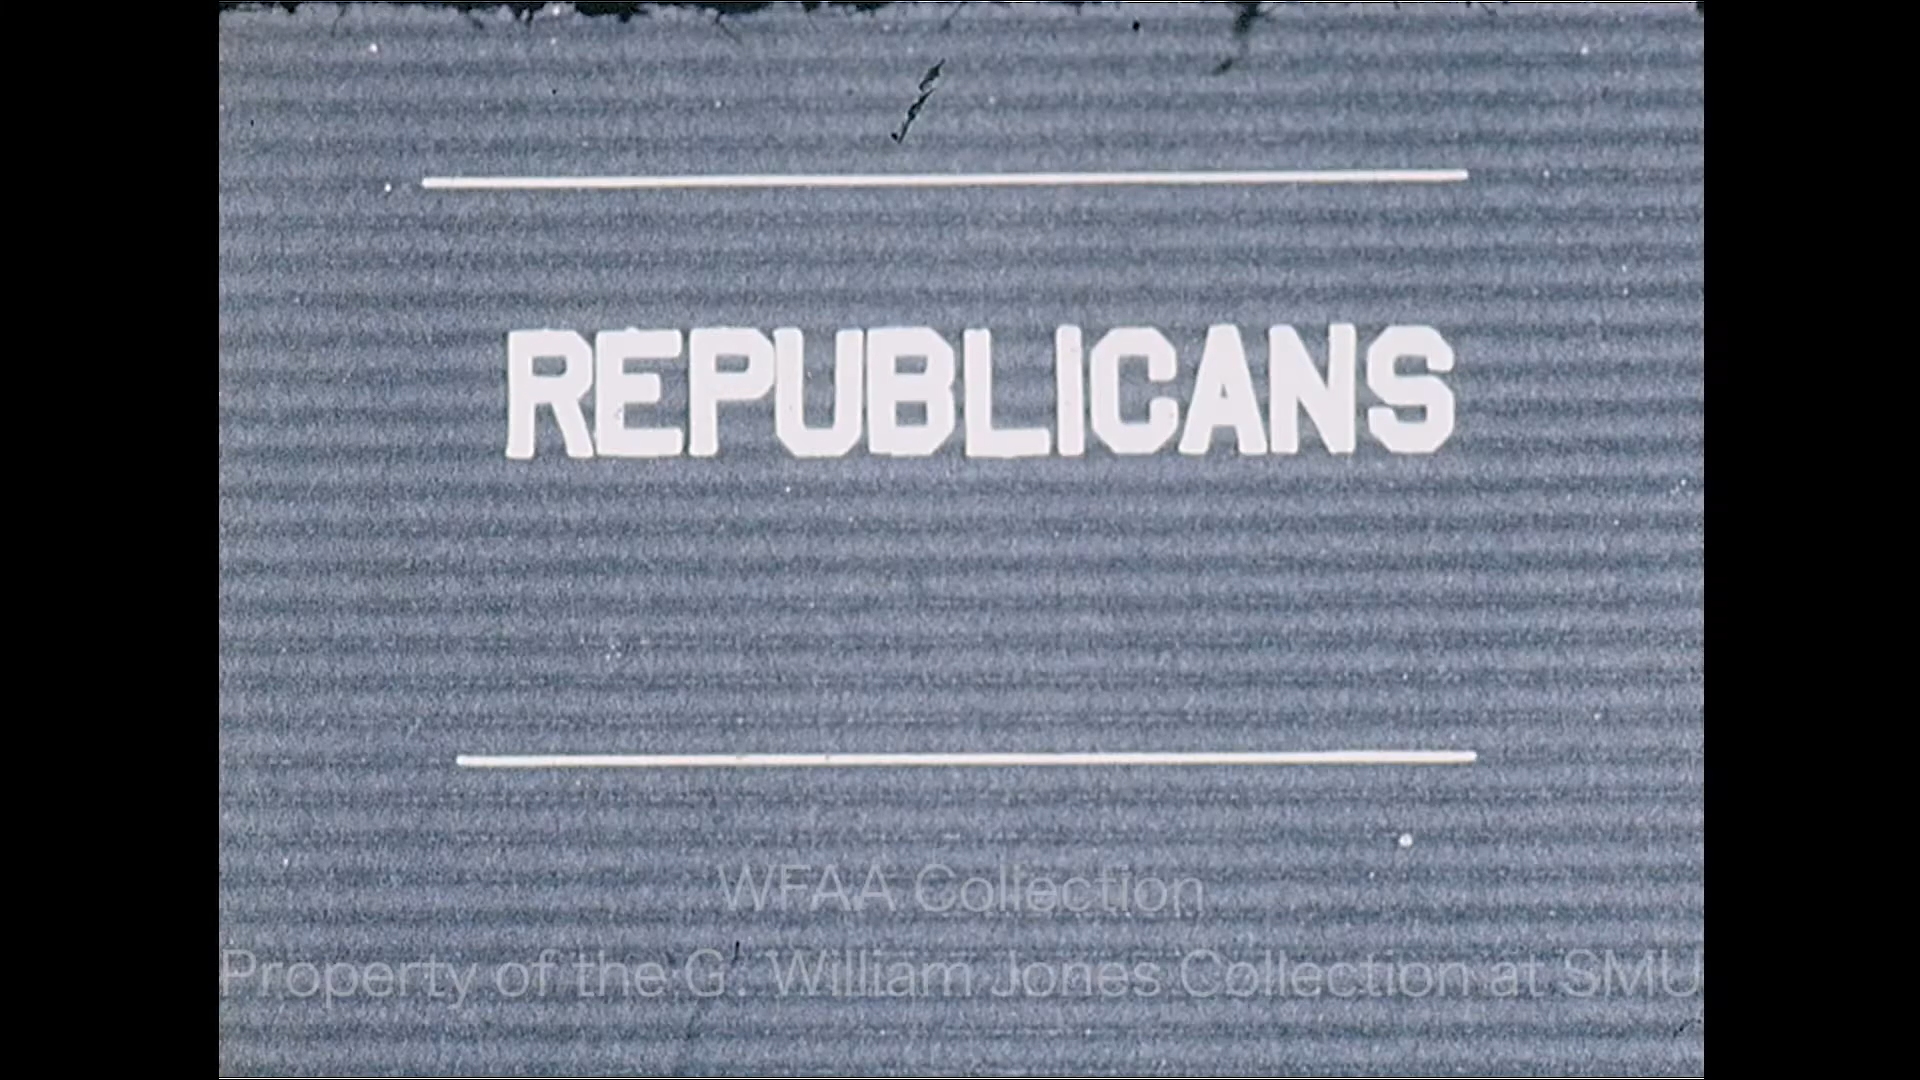 REPUBLICANS
WFAA Collection
Property of the G. William Jones Collection at SMU